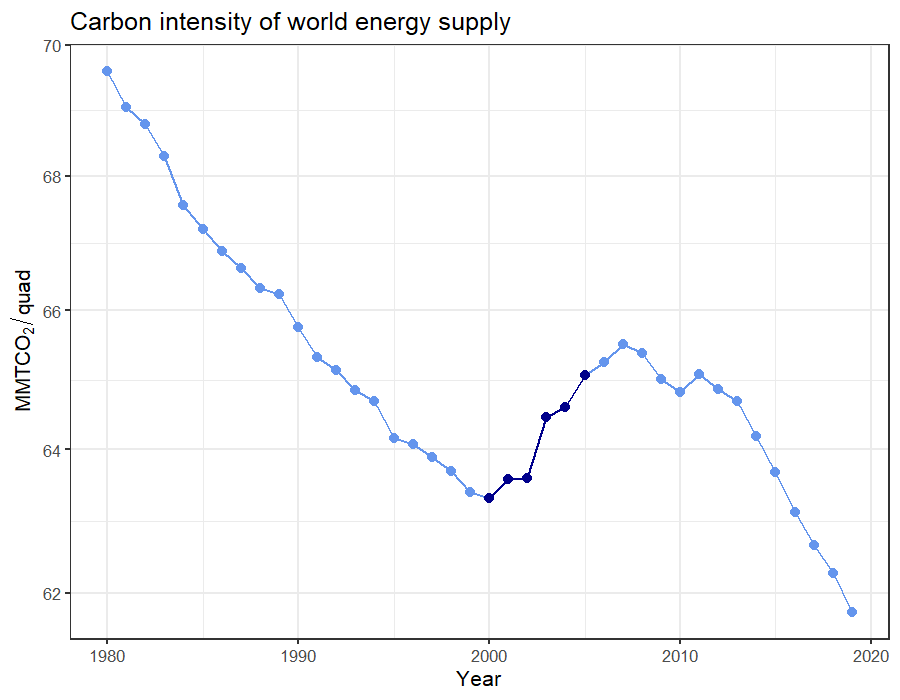 Carbon intensity of world energy supply
70
68
66
64
62
MMTCO₂/quad
1980 1990 2000 2010 2020
Year